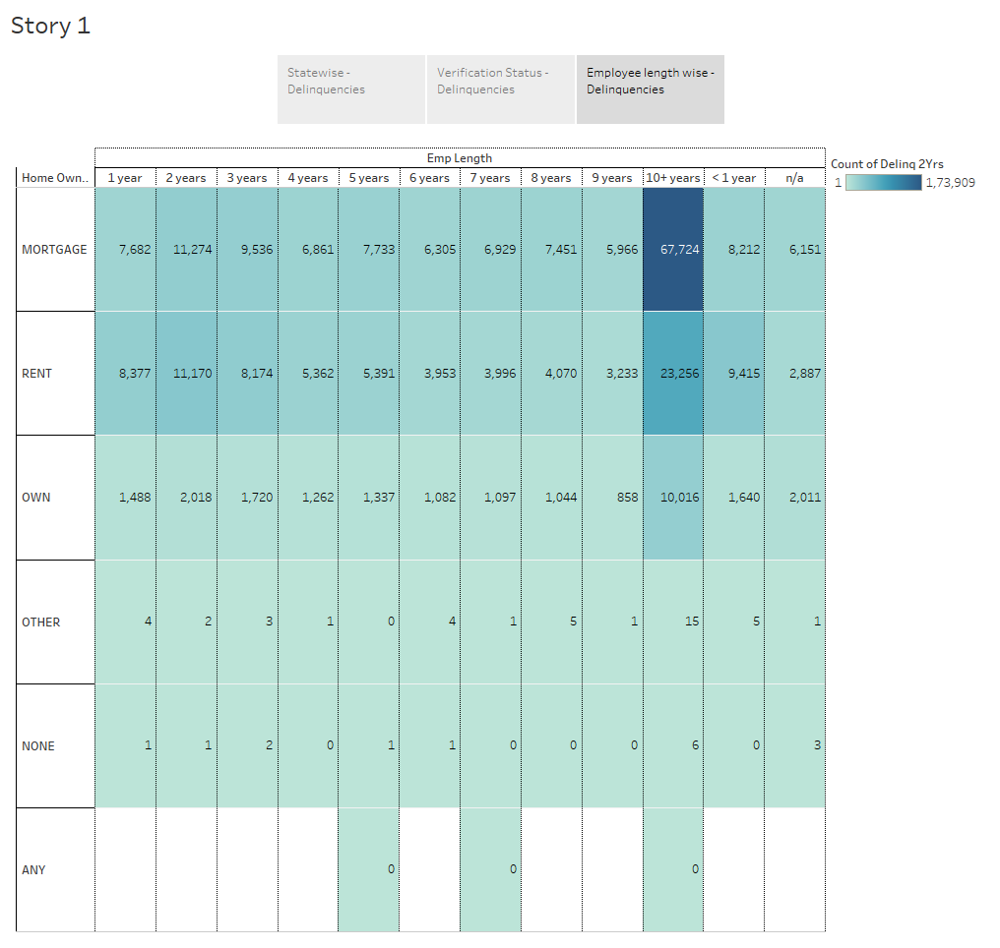 Story 1
Statewise -
Delinquencies
Verification Status -
Delinquencies
Employee length wise -
Delinquencies
Emp Length
Home Own.. 1 year 2 years 3 years 4 years 5 years 6 years 7 years 8 years 9 years 10+ years < 1 year n/a
Count of Delinq 2Yrs
1 1,73,909
MORTGAGE 7,682 11,274 9,536 6,861 7,733 6,305 6,929 7,451 5,966 67,724 8,212 6,151
RENT 8,377 11,170 8,174 5,362 5,391 3,953 3,996 4,070 3,233 23,256 9,415 2,887
OWN 1,488 2,018 1,720 1,262 1,337 1,082 1,097 1,044 858 10,016 1,640 2,011
OTHER 4 2 3 1 0 4 1 5 1 15 5 1
NONE 1 1 2 0 1 1 0 0 0 6 0 3
ANY 0 0 0